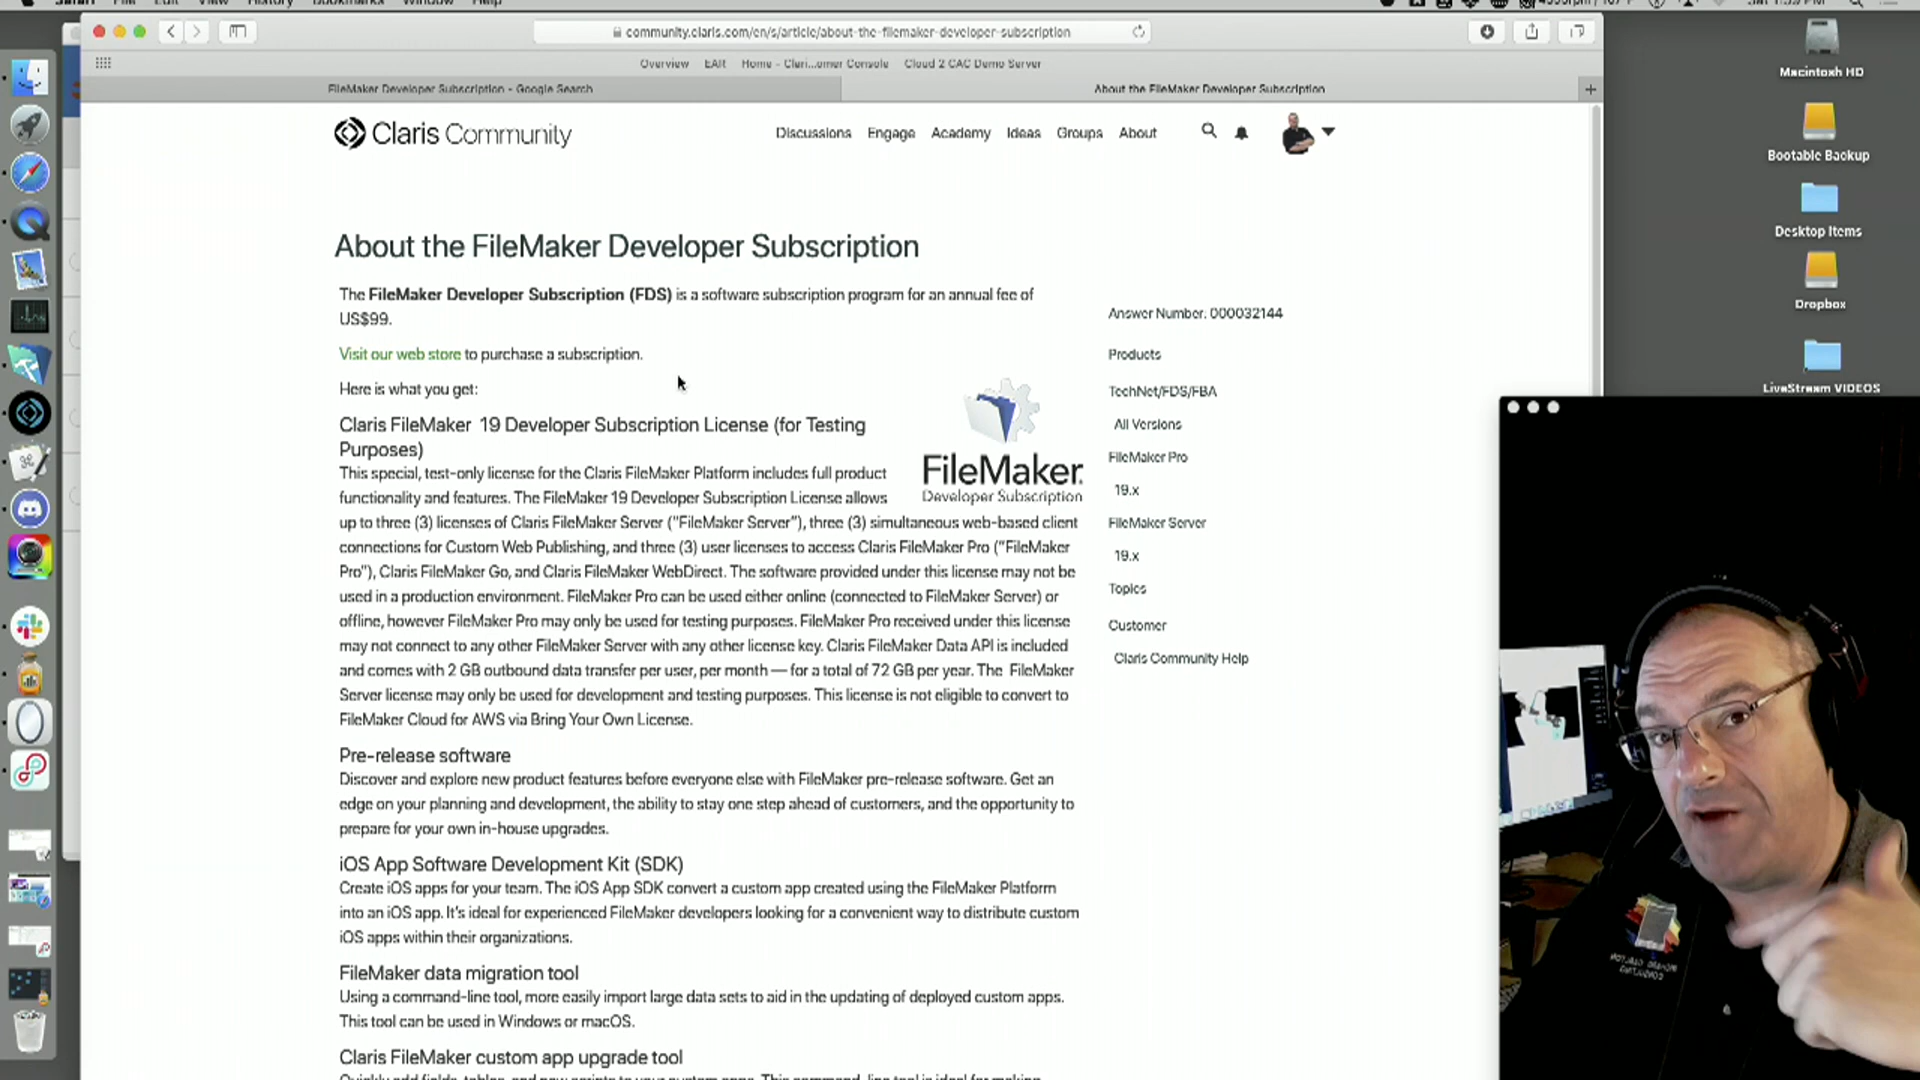 community.claris.com/en/s/article/about-the-filemaker-developer-subscription
Overview EAR Home - Clari...omer Console Cloud 2 CAC Demo Server
FileMaker Developer Subscription - Google Search
About the FileMaker Developer Subscription
Macintosh HD
Bootable Backup
Desktop Items
Dropbox
LiveStream VIDEOS
Claris Community
Discussions Engage Academy Ideas Groups About
About the FileMaker Developer Subscription
The FileMaker Developer Subscription (FDS) is a software subscription program for an annual fee of
US$99.
Visit our web store to purchase a subscription.
Here is what you get:
Claris FileMaker 19 Developer Subscription License (for Testing
Purposes)
This special, test-only license for the Claris FileMaker Platform includes full product
functionality and features. The FileMaker 19 Developer Subscription License allows
up to three (3) licenses of Claris FileMaker Server ("FileMaker Server"), three (3) simultaneous web-based client
connections for Custom Web Publishing, and three (3) user licenses to access Claris FileMaker Pro ("FileMaker
Pro"), Claris FileMaker Go, and Claris FileMaker WebDirect. The software provided under this license may not be
used in a production environment. FileMaker Pro can be used either online (connected to FileMaker Server) or
offline, however FileMaker Pro may only be used for testing purposes. FileMaker Pro received under this license
may not connect to any other FileMaker Server with any other license key. Claris FileMaker Data API is included
and comes with 2 GB outbound data transfer per user, per month — for a total of 72 GB per year. The FileMaker
Server license may only be used for development and testing purposes. This license is not eligible to convert to
FileMaker Cloud for AWS via Bring Your Own License.
FileMaker
Developer Subscription
Pre-release software
Discover and explore new product features before everyone else with FileMaker pre-release software. Get an
edge on your planning and development, the ability to stay one step ahead of customers, and the opportunity to
prepare for your own in-house upgrades.
iOS App Software Development Kit (SDK)
Create iOS apps for your team. The iOS App SDK convert a custom app created using the FileMaker Platform
into an iOS app. It's ideal for experienced FileMaker developers looking for a convenient way to distribute custom
iOS apps within their organizations.
FileMaker data migration tool
Using a command-line tool, more easily import large data sets to aid in the updating of deployed custom apps.
This tool can be used in Windows or macOS.
Claris FileMaker custom app upgrade tool
Answer Number: 000032144
Products
TechNet/FDS/FBA
All Versions
FileMaker Pro
19.x
FileMaker Server
19.x
Topics
Customer
Claris Community Help